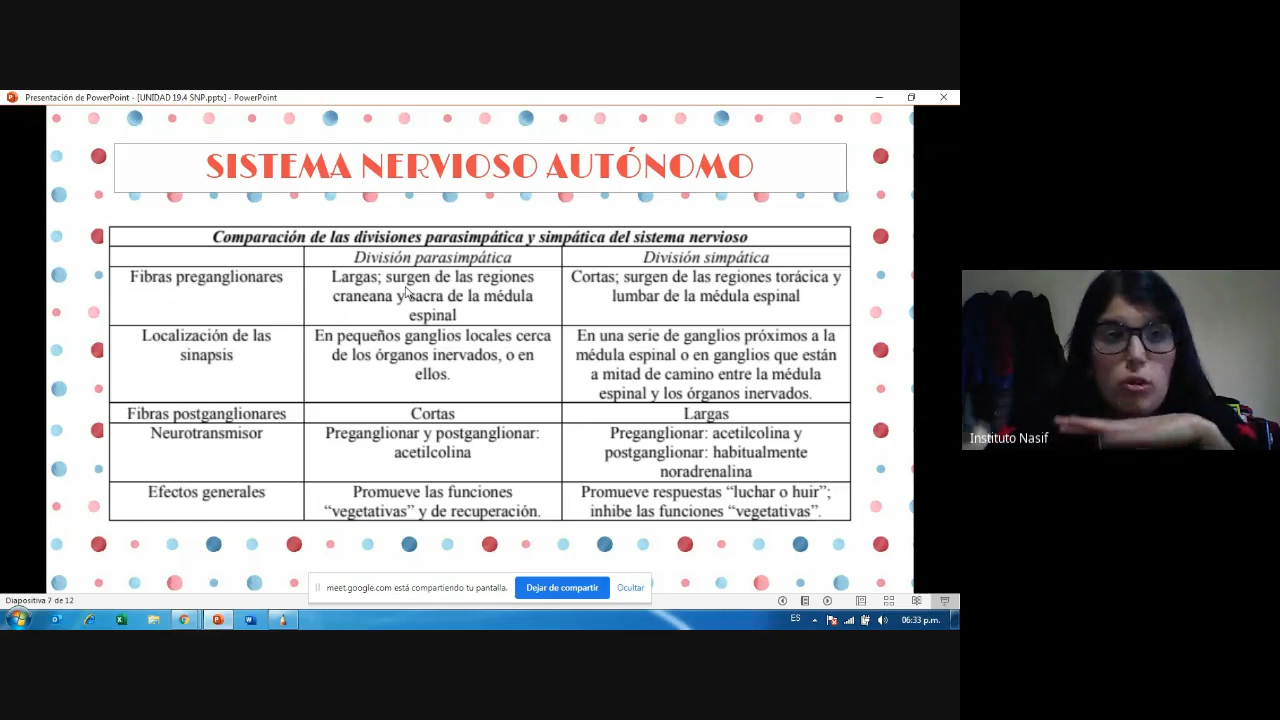 Presentación de PowerPoint - [UNIDAD 19.4 SNP.pptx] - PowerPoint
SISTEMA NERVIOSO AUTÓNOMO
Comparación de las divisiones parasimpática y simpática del sistema nervioso
División parasimpática
División simpática
Fibras preganglionares
Largas; surgen de las regiones
craneana y sacra de la médula
espinal
Cortas; surgen de las regiones torácica y
lumbar de la médula espinal
Localización de las
sinapsis
En pequeños ganglios locales cerca
de los órganos inervados, o en
ellos.
En una serie de ganglios próximos a la
médula espinal o en ganglios que están
a mitad de camino entre la médula
espinal y los órganos inervados.
Fibras postganglionares
Cortas
Largas
Neurotransmisor
Preganglionar y postganglionar:
acetilcolina
Preganglionar: acetilcolina y
postganglionar: habitualmente
noradrenalina
Efectos generales
Promueve las funciones
“vegetativas” y de recuperación.
Promueve respuestas “luchar o huir”;
inhibe las funciones “vegetativas”.
meet.google.com está compartiendo tu pantalla.
Dejar de compartir
Ocultar
Diapositiva 7 de 12
ES
06:33 p.m.
Instituto Nasif